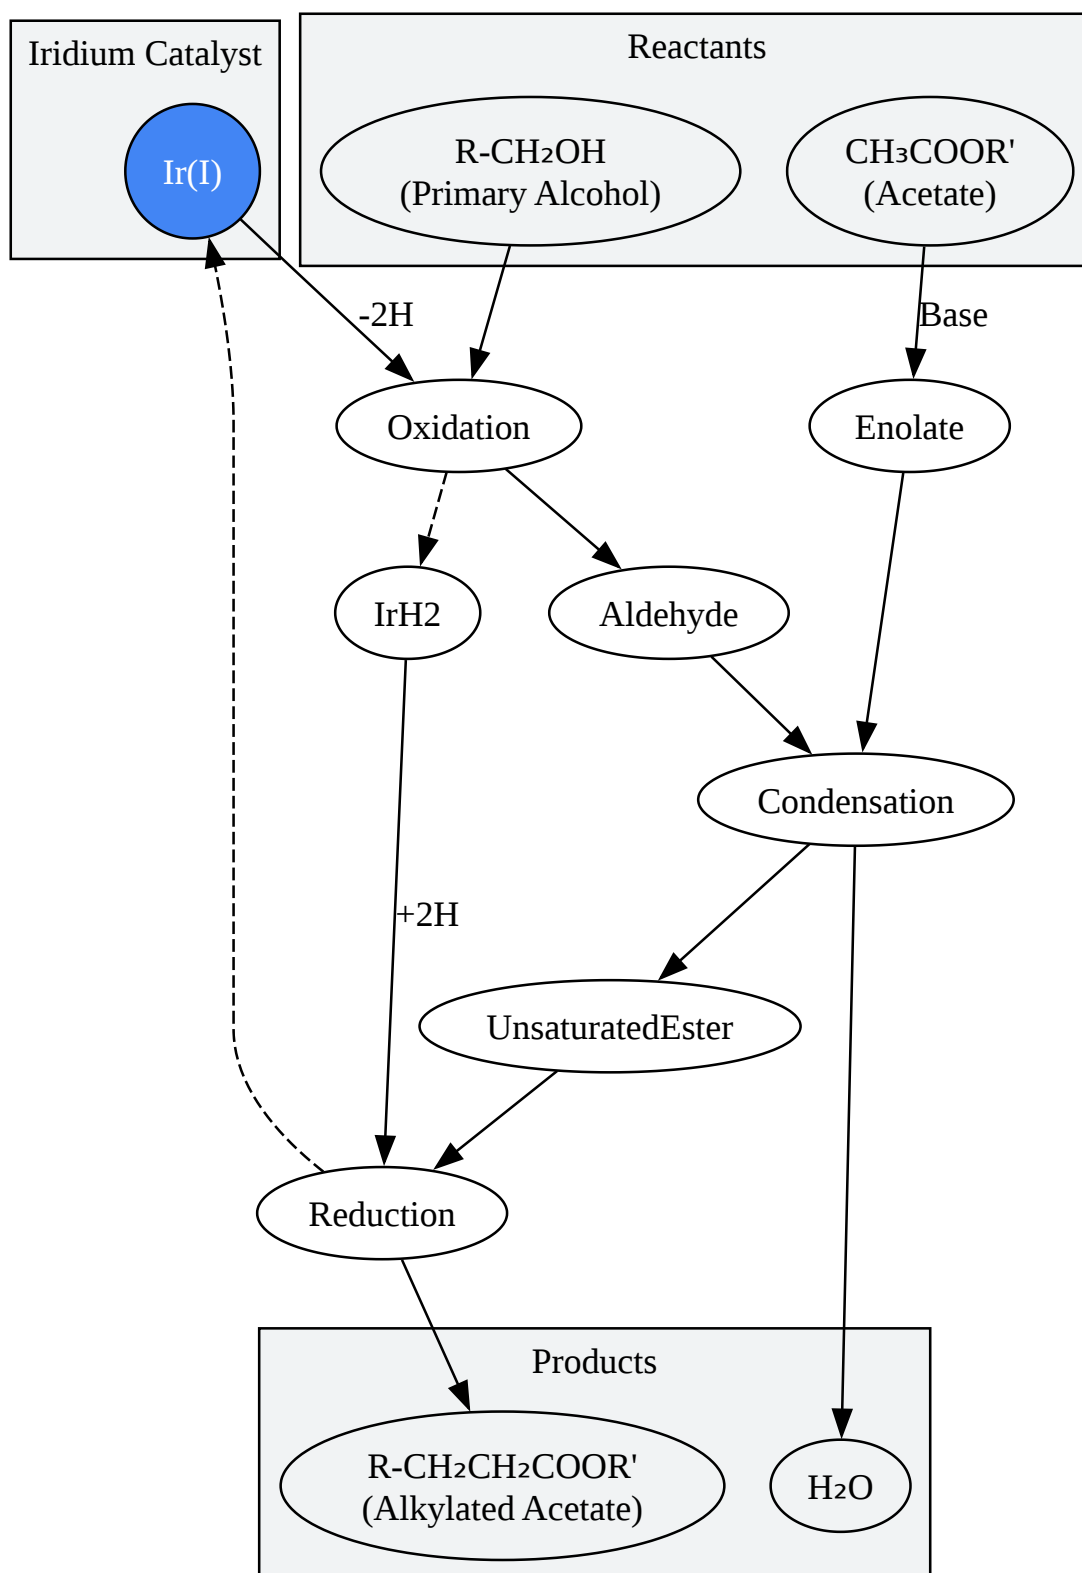 Iridium Catalyst
Reactants
Ir(I)
R-CH₂OH
(Primary Alcohol)
CH₃COOR'
(Acetate)
-2H
Base
Oxidation
Enolate
IrH2
Aldehyde
Condensation
+2H
UnsaturatedEster
Reduction
Products
R-CH₂CH₂COOR'
(Alkylated Acetate)
H₂O